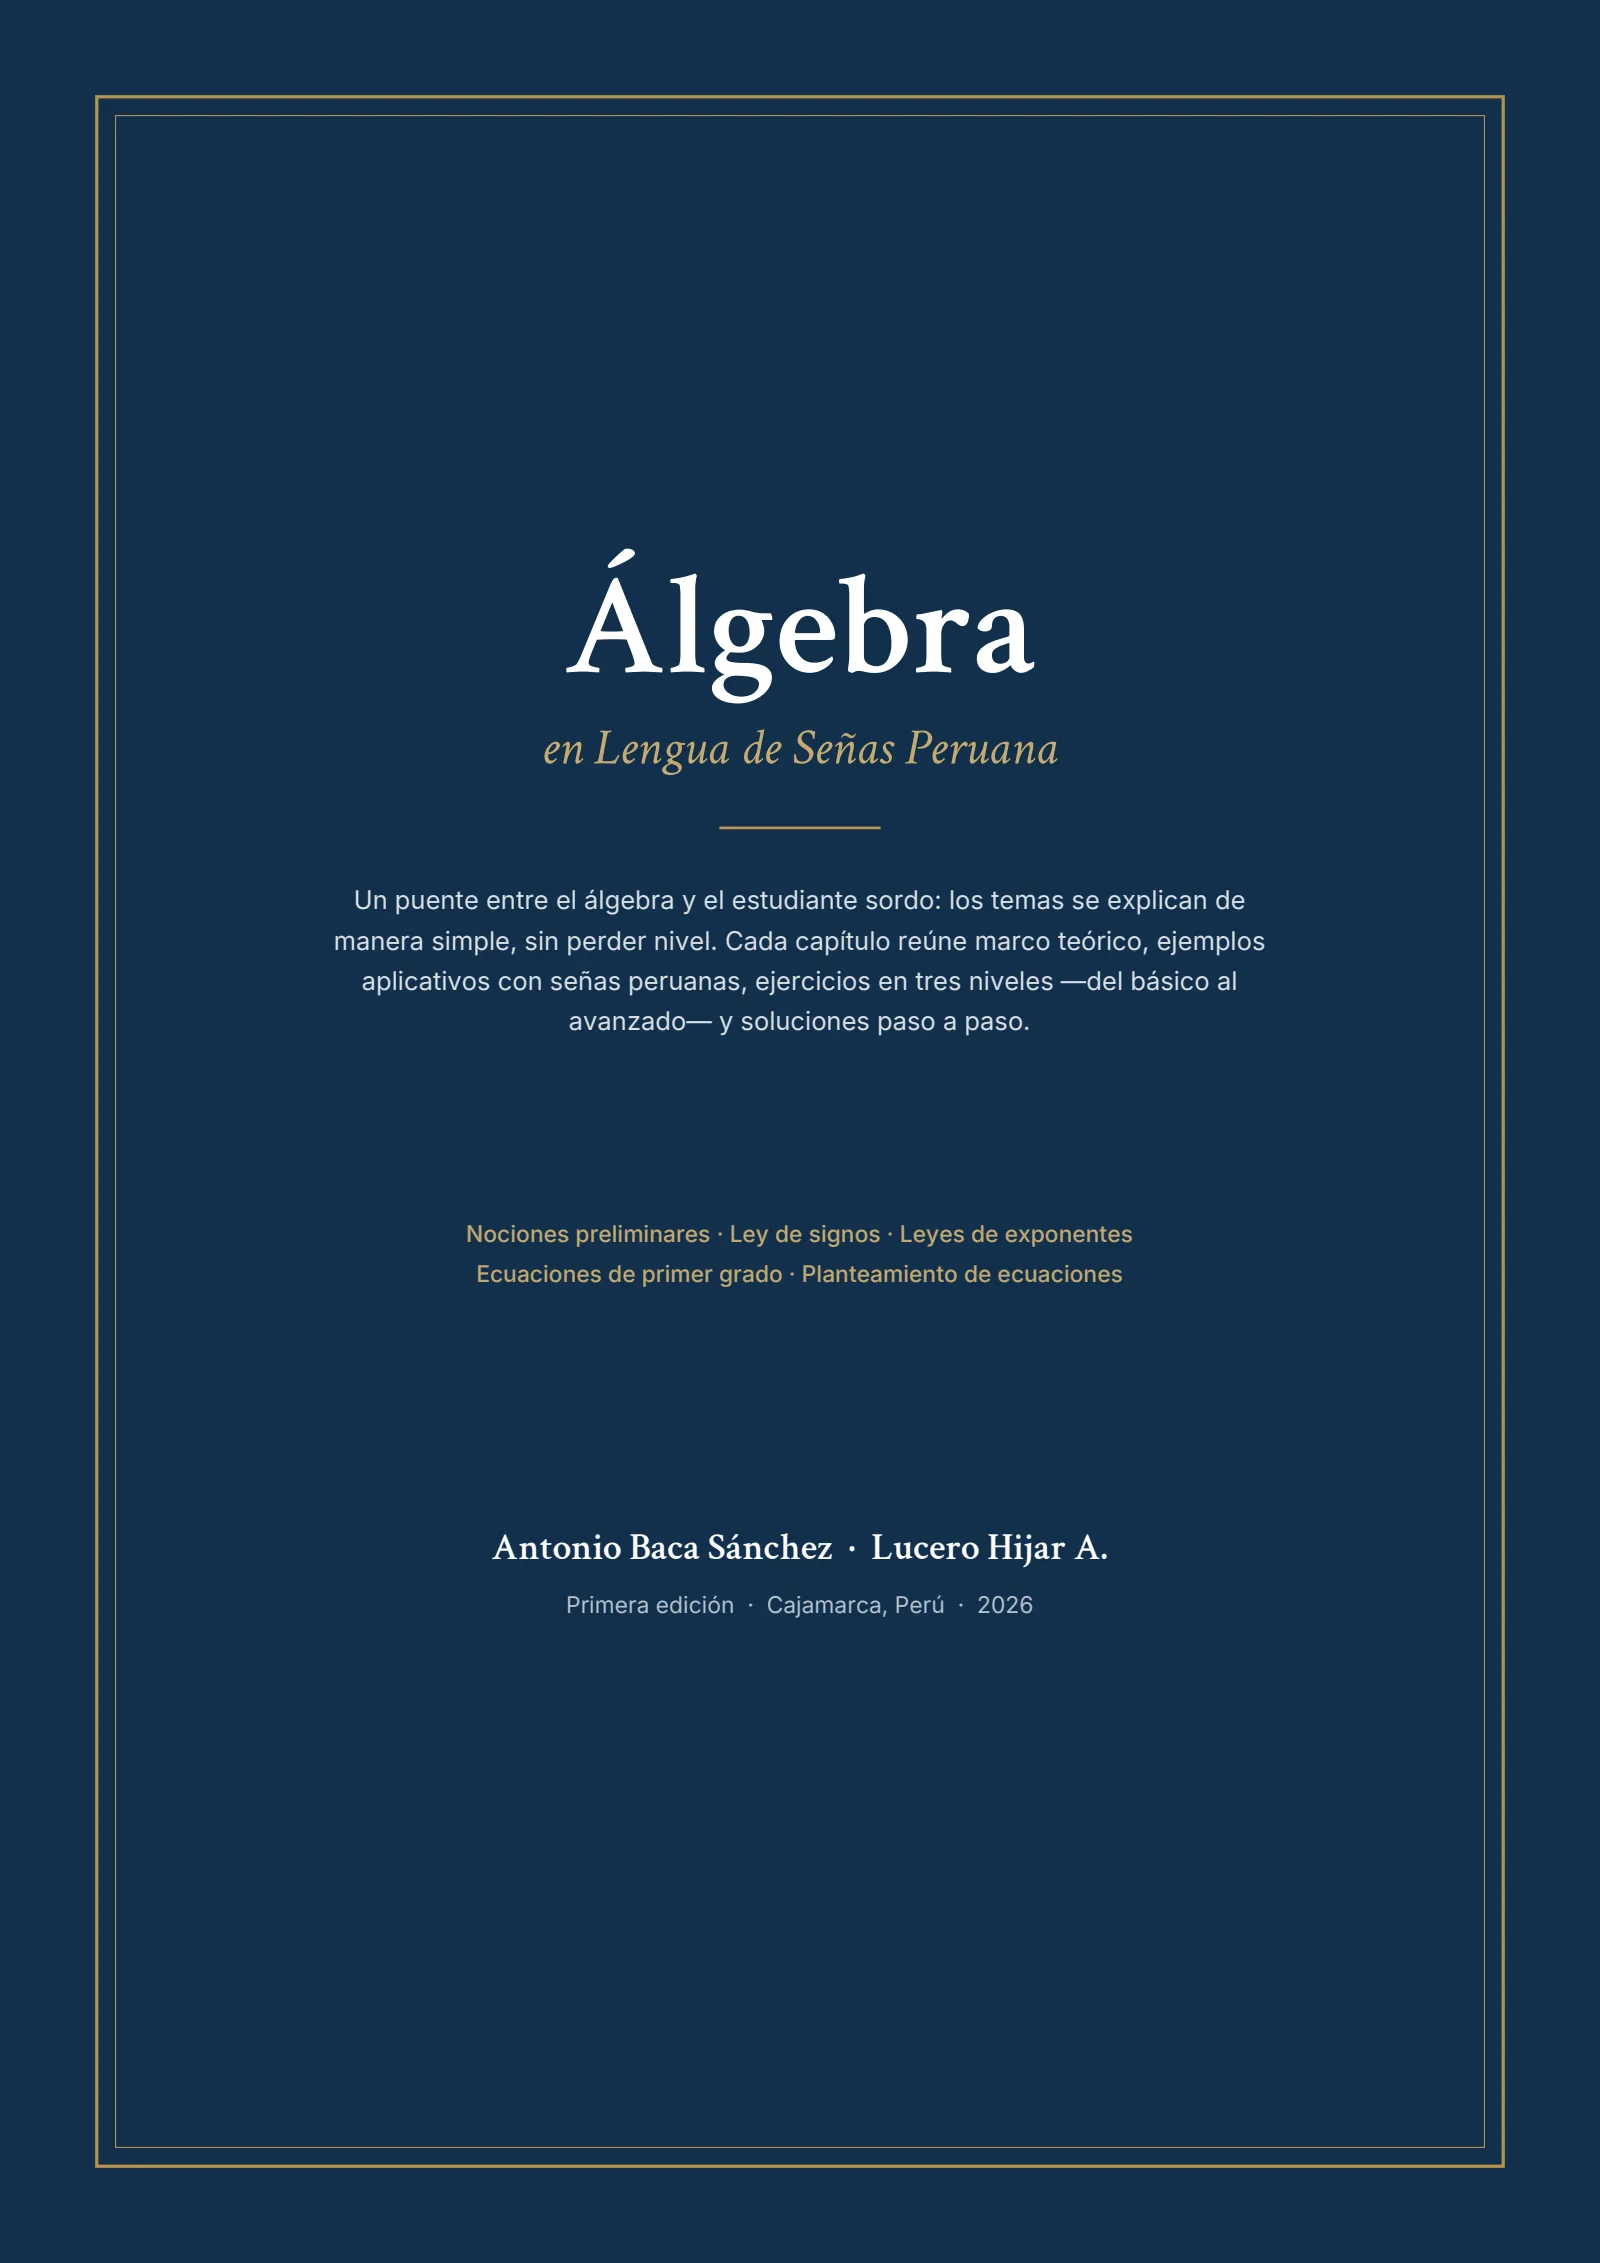 Álgebra
en Lengua de Señas Peruana
Un puente entre el álgebra y el estudiante sordo: los temas se explican de
manera simple, sin perder nivel. Cada capítulo reúne marco teórico, ejemplos
aplicativos con señas peruanas, ejercicios en tres niveles —del básico al
avanzado— y soluciones paso a paso.
Nociones preliminares · Ley de signos · Leyes de exponentes
Ecuaciones de primer grado · Planteamiento de ecuaciones
Antonio Baca Sánchez · Lucero Hijar A.
Primera edición · Cajamarca, Perú · 2026